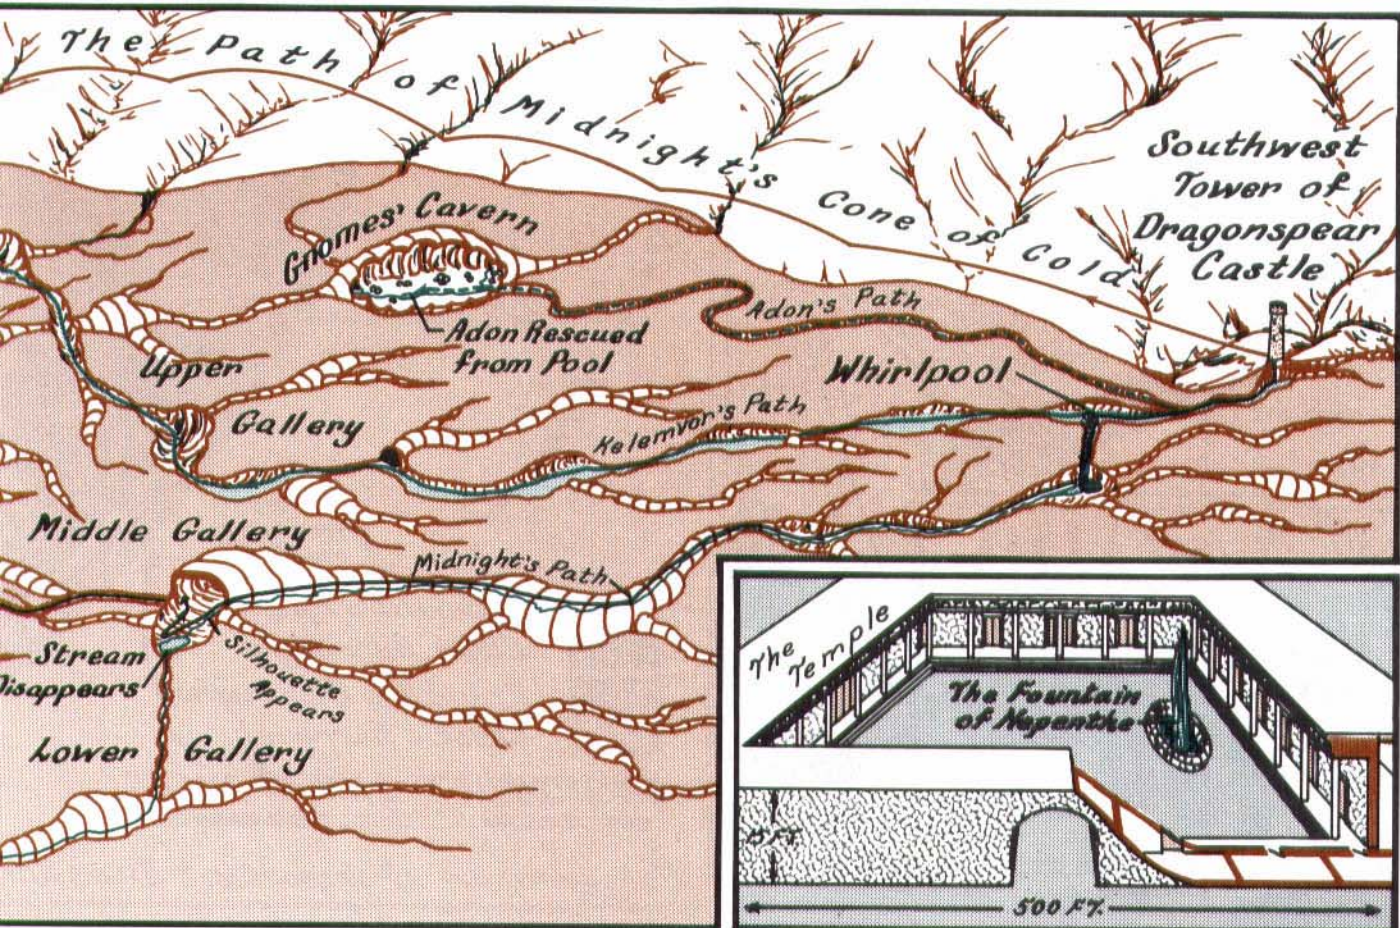 The Path of Midnight's Cone of Cold
Southwest
Tower of
Dragonspear
Castle
Gnomes' Cavern
Adon Rescued
from Pool
Adon's Path
Whirlpool
Upper
Gallery
Kelemvor's Path
Middle Gallery
Midnight's Path
Stream
Disappears
Silhouette
Appears
Lower Gallery
The
Temple
The Fountain
of Nepenthe
15 FT.
500 FT.